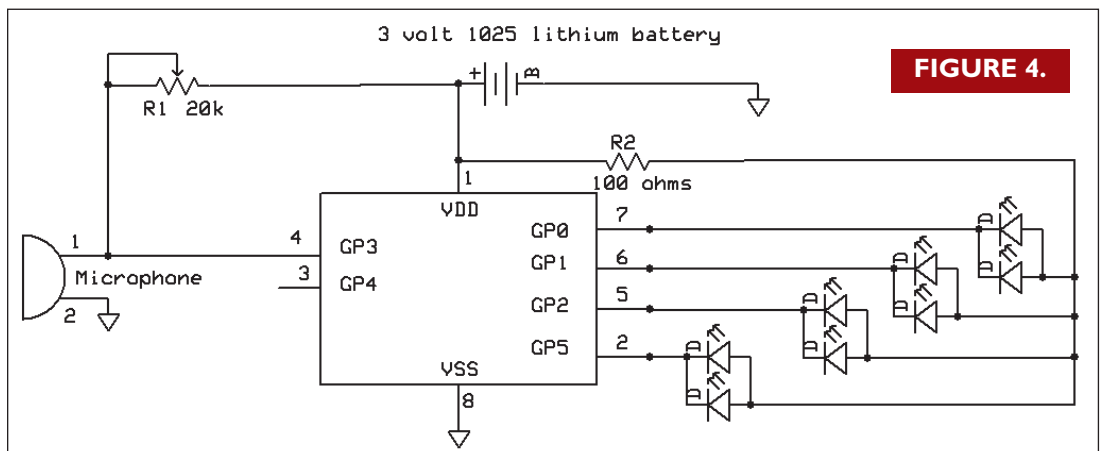 3 volt 1025 lithium battery
FIGURE 4.
+
B
R1 20k
R2
100 ohms
1
VDD
7
GP0
D
D
1
4
GP3
6
GP1
D
D
Microphone
3
GP4
5
GP2
D
D
2
2
GP5
D
D
VSS
8